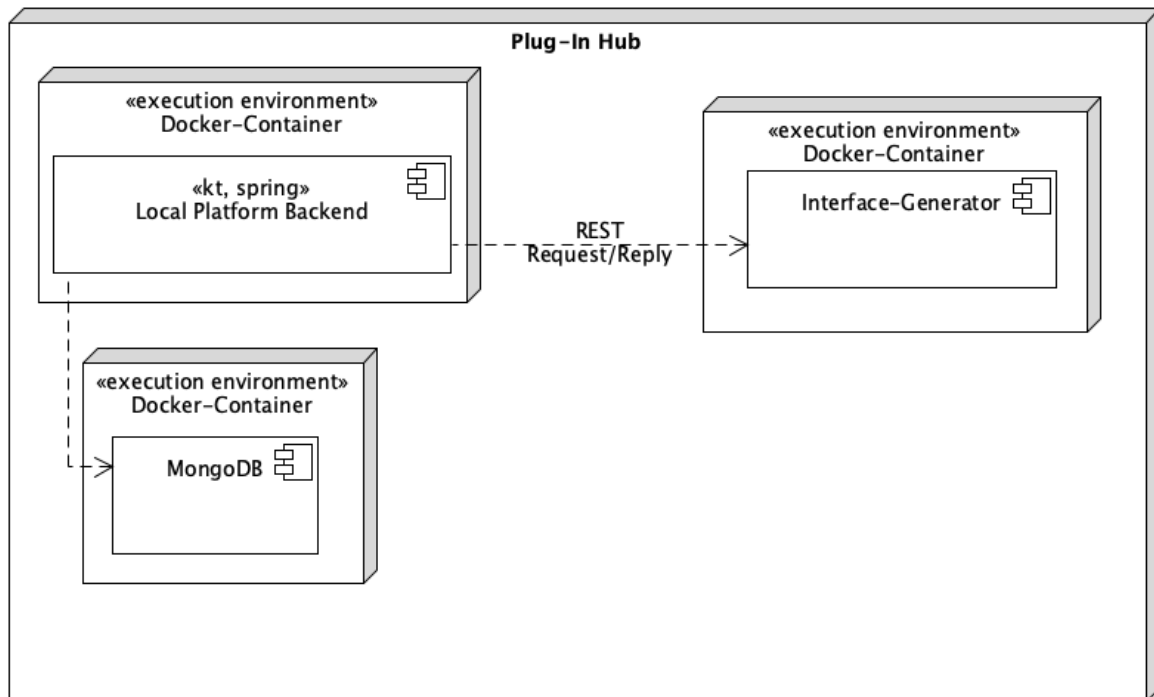 Plug-In Hub
«execution environment»
Docker-Container
«kt, spring»
Local Platform Backend
REST
Request/Reply
«execution environment»
Docker-Container
Interface-Generator
«execution environment»
Docker-Container
MongoDB